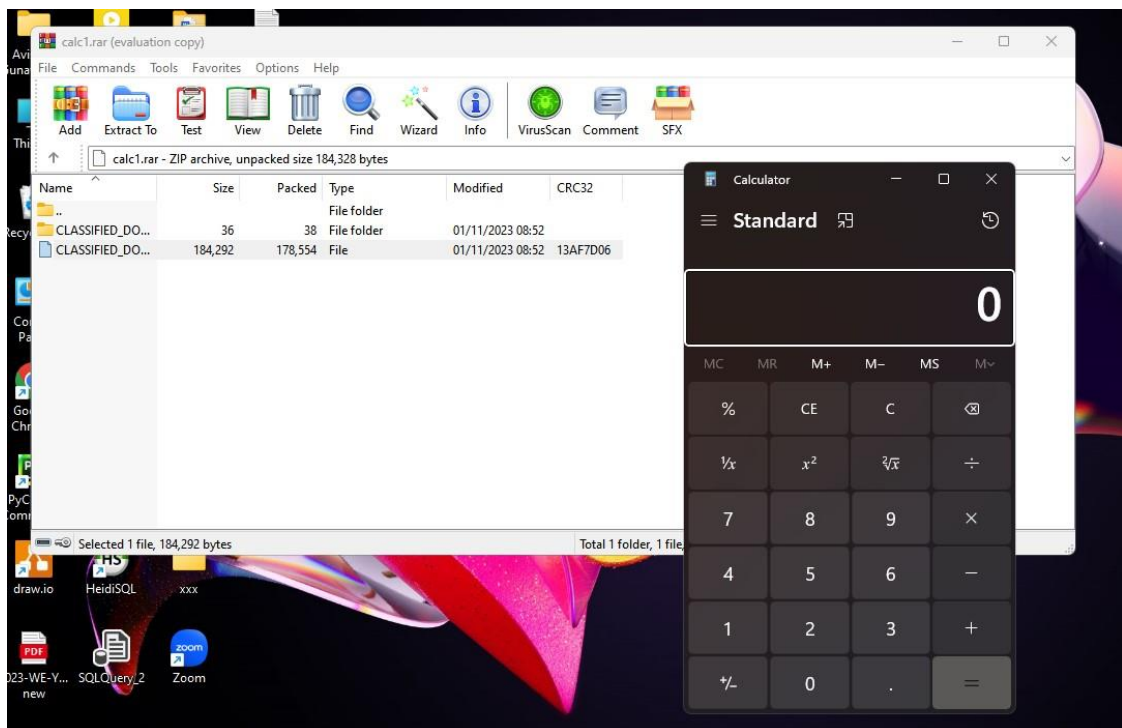 calc1.rar (evaluation copy)
File Commands Tools Favorites Options Help
Add Extract To Test View Delete Find Wizard Info VirusScan Comment SFX
calc1.rar - ZIP archive, unpacked size 184,328 bytes
Name Size Packed Type Modified CRC32
.. File folder
CLASSIFIED_DO... 36 38 File folder 01/11/2023 08:52
CLASSIFIED_DO... 184,292 178,554 File 01/11/2023 08:52 13AF7D06
Selected 1 file, 184,292 bytes
Total 1 folder, 1 file,
Calculator
Standard
0
MC MR M+ M− MS M
% CE C
¹/x x² ²√x ÷
7 8 9 ×
4 5 6 −
1 2 3 +
+/− 0 . =
draw.io HeidiSQL xxx
HS
PDF
zoom
SQLQuery_2 Zoom
new